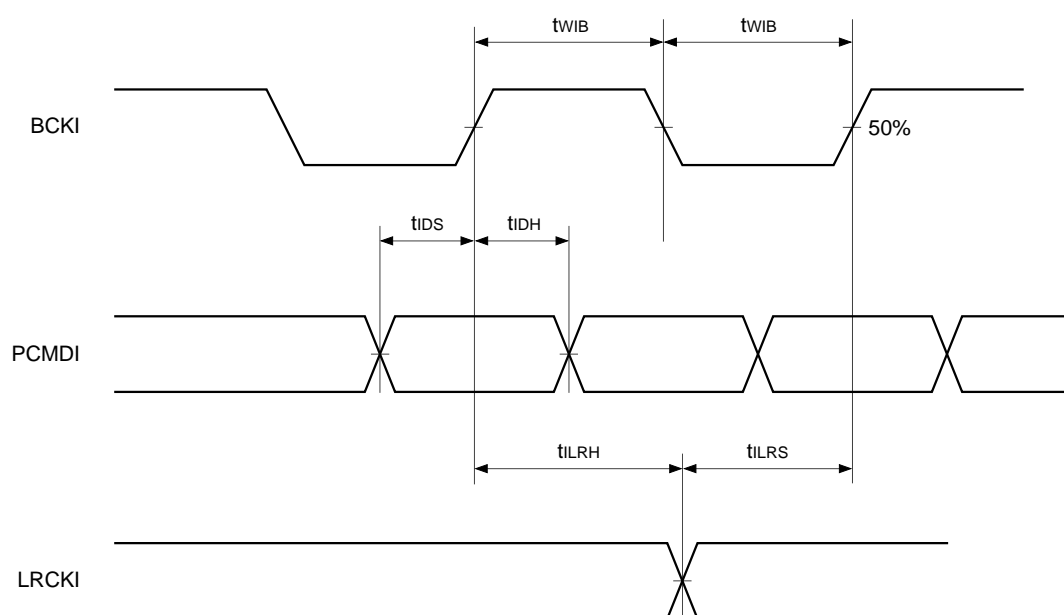 tWIB tWIB
BCKI
50%
tIDS tIDH
PCMDI
tILRH tILRS
LRCKI